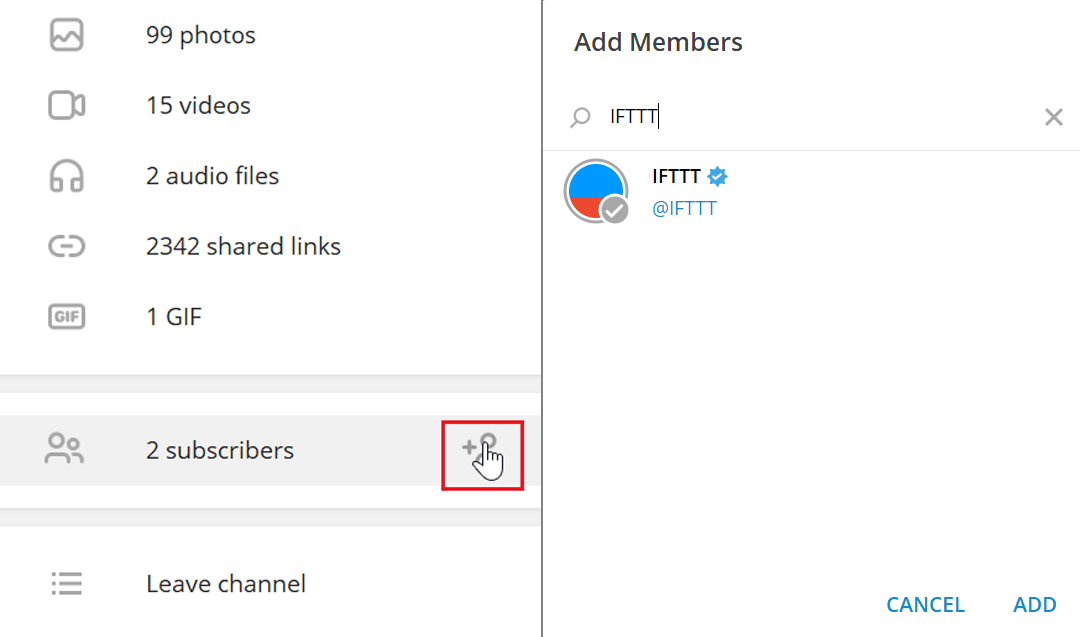 99 photos
15 videos
2 audio files
2342 shared links
GIF
1 GIF
2 subscribers
Leave channel
Add Members
IFTTT
IFTTT
@IFTTT
CANCEL
ADD